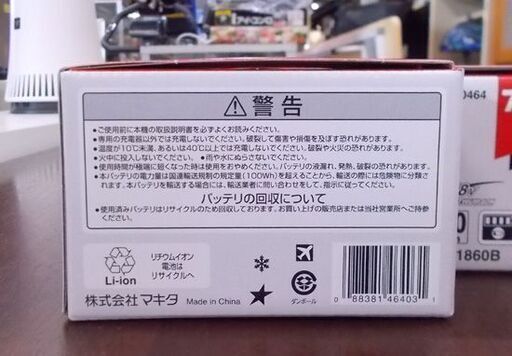 警告
●ご使用前に本機の取扱説明書を必ずよくお読みください。
●専用の充電器以外では充電しないでください。破裂して傷害や損傷を及ぼす恐れがあります。
●温度が10℃未満、あるいは40℃以上では充電しないでください。破裂や火災の恐れがあります。
●火中に投入しないでください。●雨や水にぬらさないでください。
●使用時間が極端に短くなった時は使用をおやめください。バッテリの液漏れ、発熱、破裂の恐れがあります。
●本バッテリの電力量は国連輸送規制の規定量(100Wh)を超えることから、輸送の際には危険物に分類さ
れます。本バッテリを輸送する場合には、輸送業者に問い合わせをして、指示に従ってください。
バッテリの回収について
●使用済みバッテリはリサイクルのため回収しております。お買い上げの販売店または当社営業所へご持参
ください。
Li-ion
リチウムイオン
電池は
リサイクルへ
ダンボール
株式会社 マキタ
Made in China
0 88381 46403 1
0464
7
8V
0
1860B